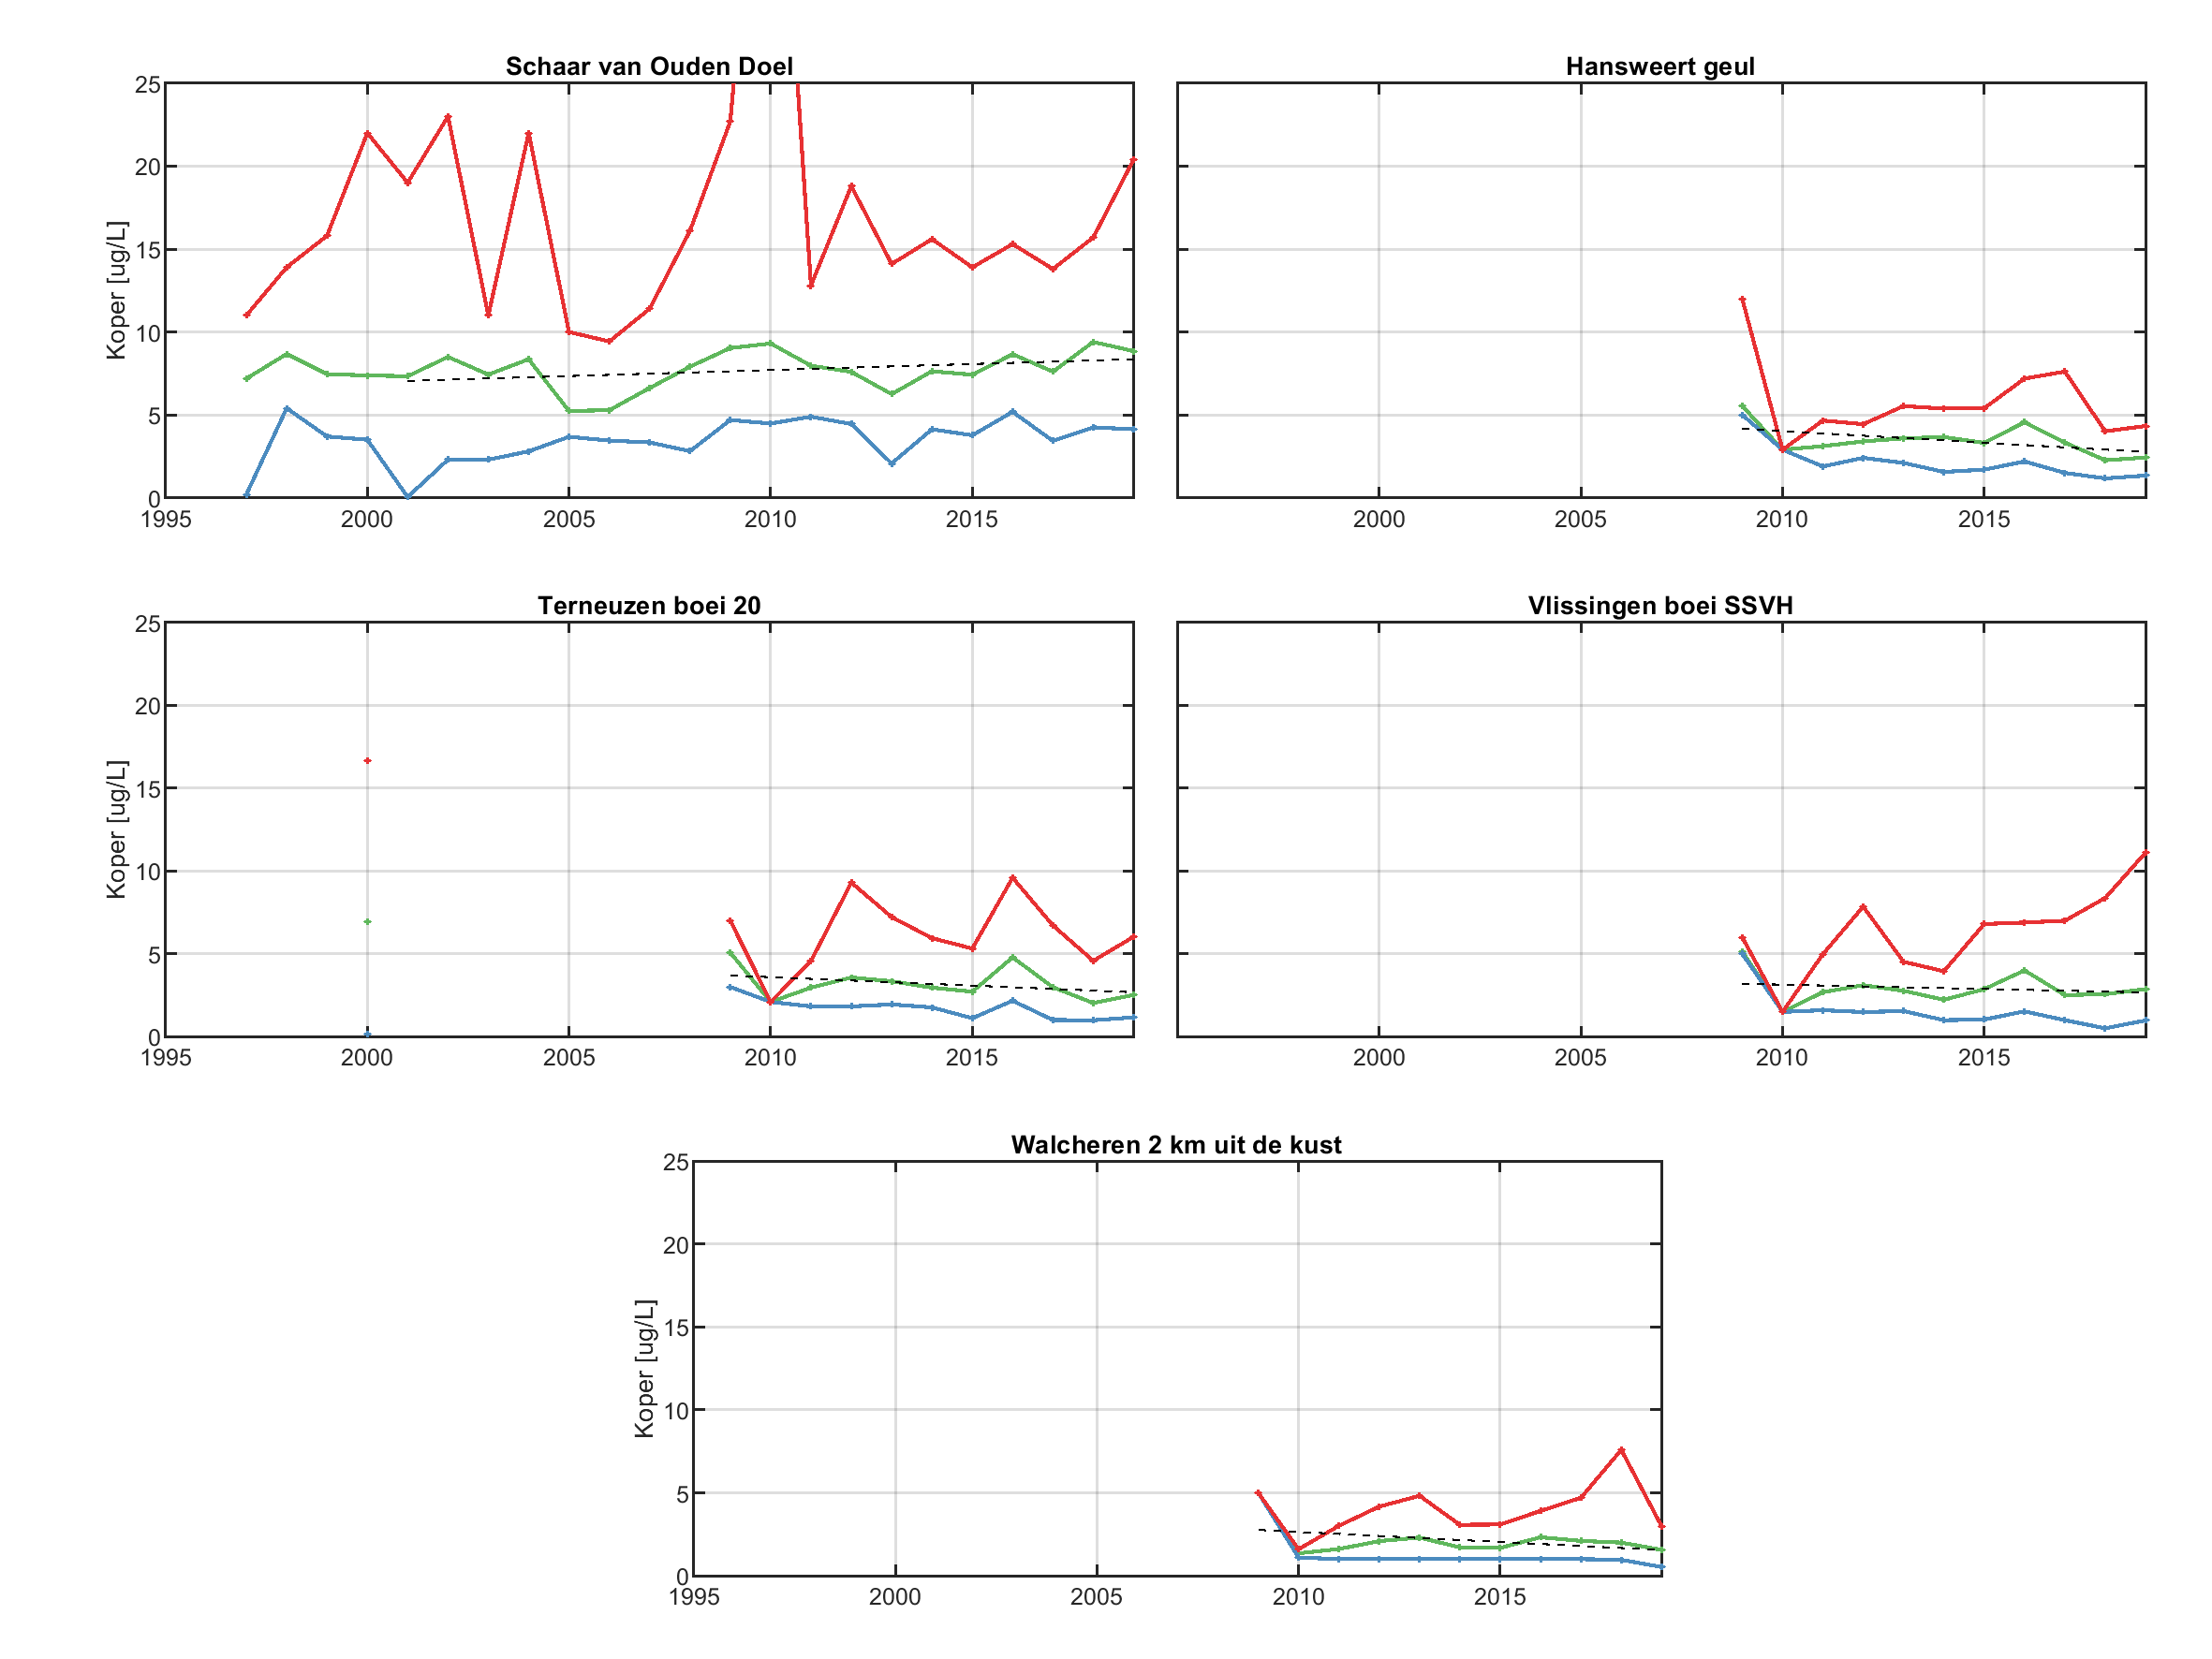 Schaar van Ouden Doel
Hansweert geul
25
20
15
10
5
0
Koper [ug/L]
1995 2000 2005 2010 2015
2000 2005 2010 2015
Terneuzen boei 20
Vlissingen boei SSVH
25
20
15
10
5
0
Koper [ug/L]
1995 2000 2005 2010 2015
2000 2005 2010 2015
Walcheren 2 km uit de kust
25
20
15
10
5
0
Koper [ug/L]
1995 2000 2005 2010 2015